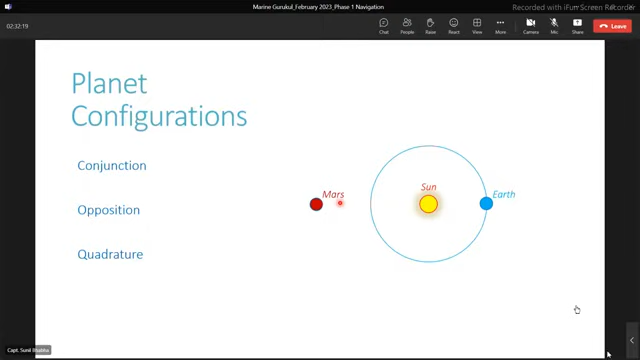 Recorded with iFun Screen Recorder
Marine Gurukul_February 2023_Phase 1 Navigation
02:32:19
Chat
People
Raise
React
View
More
Camera
Mic
Share
Leave
Planet
Configurations
Conjunction
Opposition
Quadrature
Mars
Sun
Earth
Capt. Sunil Bhabha